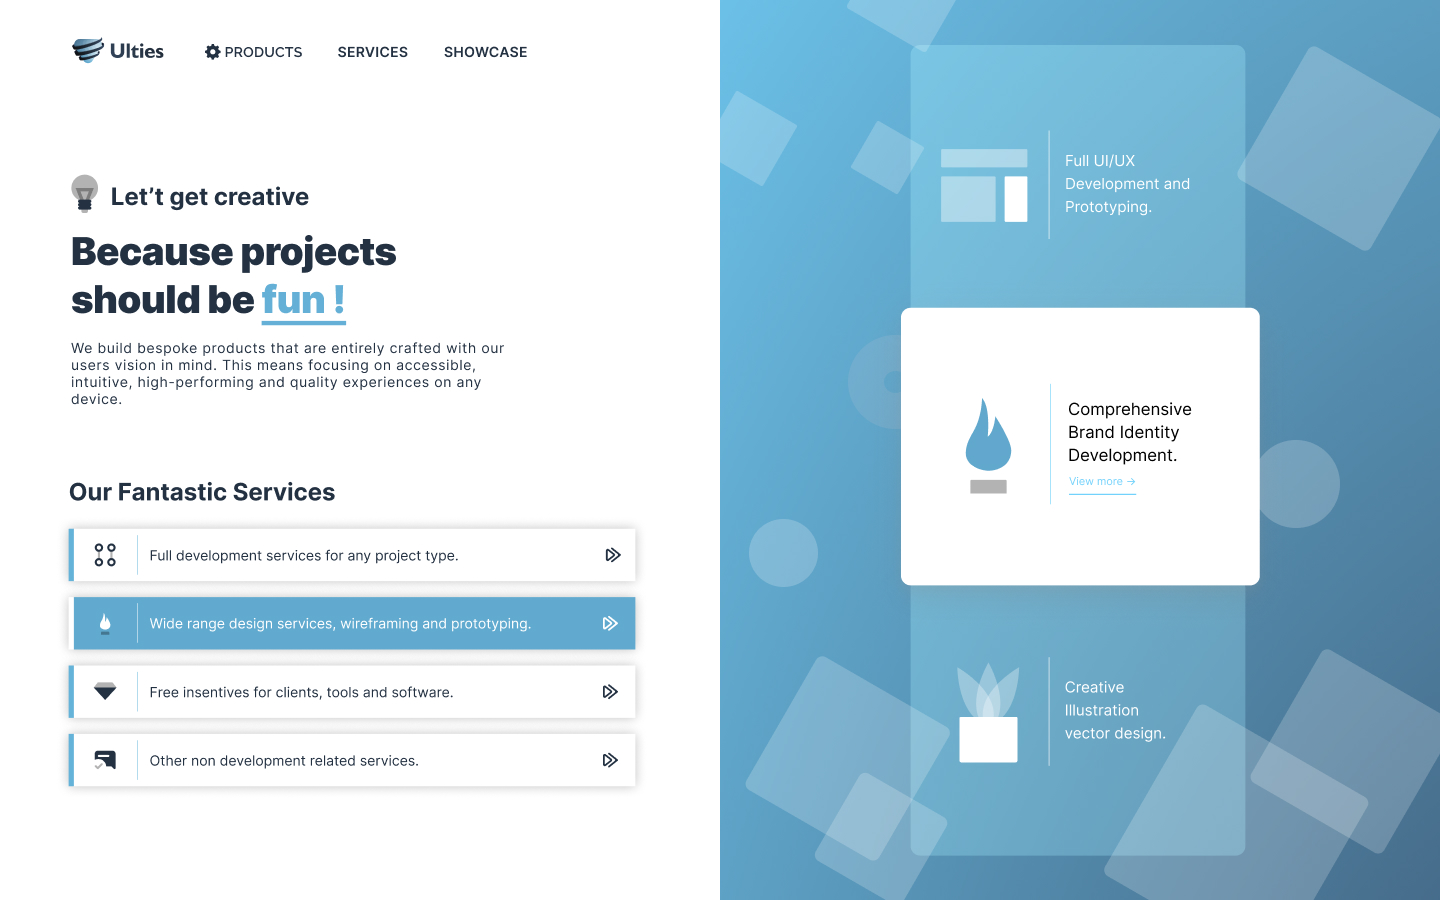 Ulties
PRODUCTS
SERVICES
SHOWCASE
Let’t get creative
Because projects
should be fun !
We build bespoke products that are entirely crafted with our
users vision in mind. This means focusing on accessible,
intuitive, high-performing and quality experiences on any
device.
Our Fantastic Services
Full development services for any project type.
Wide range design services, wireframing and prototyping.
Free insentives for clients, tools and software.
Other non development related services.
Full UI/UX
Development and
Prototyping.
Comprehensive
Brand Identity
Development.
View more →
Creative
Illustration
vector design.